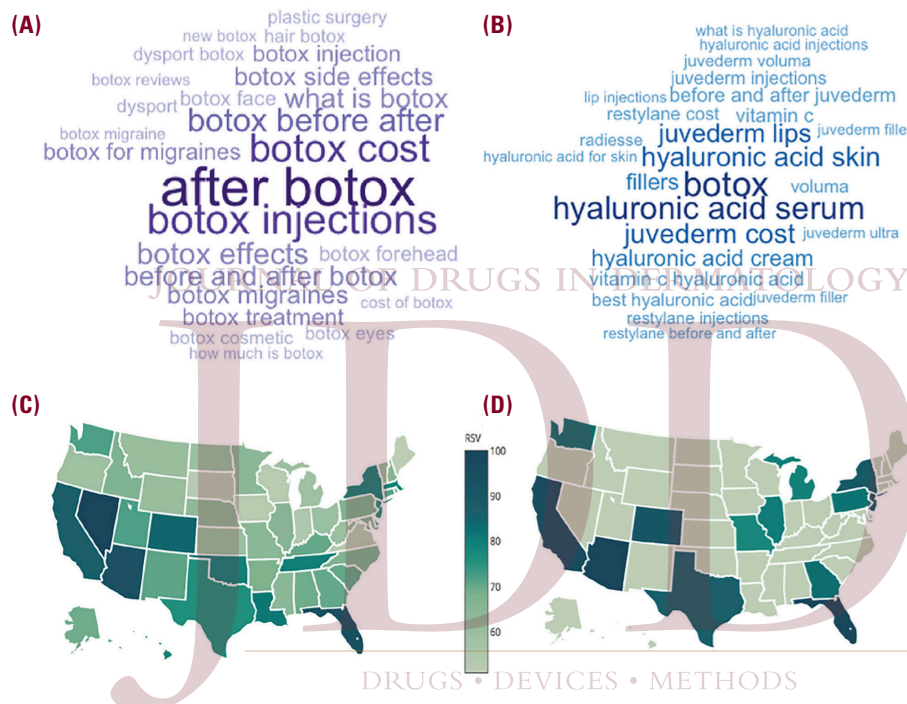 (A)
plastic surgery
new botox hair botox
dysport botox botox injection
botox reviews botox side effects
dysport botox face what is botox
botox before after
botox migraine
botox for migraines botox cost
after botox
botox injections
botox effects botox forehead
before and after botox
botox migraines cost of botox
botox treatment
botox cosmetic botox eyes
how much is botox
(B)
what is hyaluronic acid
hyaluronic acid injections
juvederm voluma
juvederm injections
lip injections before and after juvederm
restylane cost vitamin c
radiesse juvederm lips juvederm fille
hyaluronic acid for skin hyaluronic acid skin
fillers botox voluma
hyaluronic acid serum
juvederm cost juvederm ultra
hyaluronic acid cream
vitamin c hyaluronic acid
best hyaluronic acid juvederm filler
restylane injections
restylane before and after
JOURNAL OF DRUGS IN DERMATOLOGY
JDD
(C)
(D)
RSV
100
90
80
70
60
DRUGS • DEVICES • METHODS